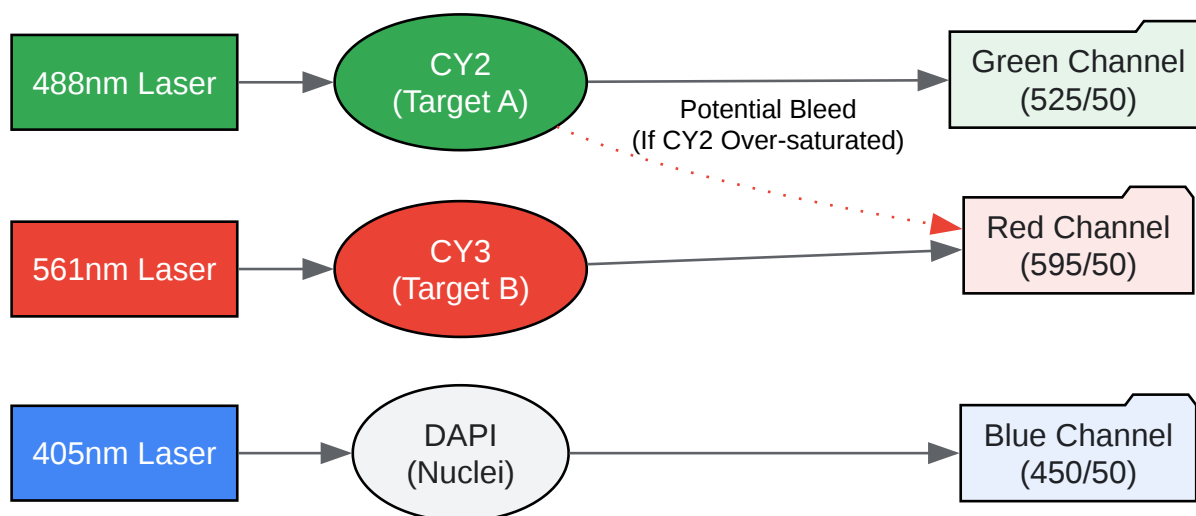 488nm Laser
CY2
(Target A)
Green Channel
(525/50)
Potential Bleed
(If CY2 Over-saturated)
561nm Laser
CY3
(Target B)
Red Channel
(595/50)
405nm Laser
DAPI
(Nuclei)
Blue Channel
(450/50)